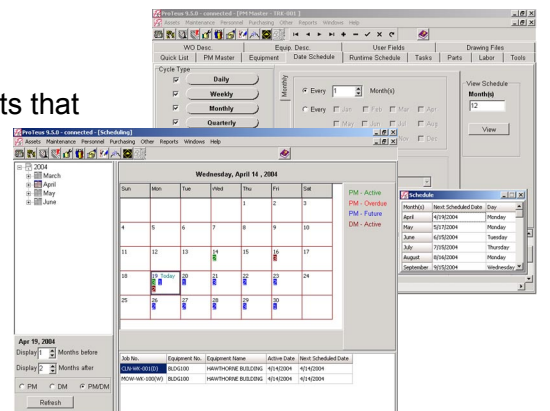 ProTeus 9.5.0 - connected - [PM Master - TRE-001 ]
Assets Maintenance Personnel Purchasing Other Reports Windows Help
WO Desc. Equip. Desc. User Fields Drawing Files
Quick List PM Master Equipment Date Schedule Runtime Schedule Tasks Parts Labor Tools
Cycle Type
Daily
Weekly
Monthly
Quarterly
Monthly
Every 1 Month(s)
Every Jan Feb Mar Apr
May Jun Jul Aug
Nov Dec
View Schedule
Month(s)
12
View
ts that
ProTeus 9.5.0 - connected - [Scheduling]
Assets Maintenance Personnel Purchasing Other Reports Windows Help
2004
March
April
May
June
Wednesday, April 14 , 2004
Sun Mon Tue Wed Thu Fri Sat
1 2 3
4 5 6 7 8 9 10
11 12 13 14 15 16 17
18 19 Today 20 21 22 23 24
25 26 27 28 29 30
PM - Active
PM - Overdue
PM - Future
DM - Active
Schedule
Month(s) Next Scheduled Date Day
April 4/19/2004 Monday
May 5/17/2004 Monday
June 6/15/2004 Tuesday
July 7/15/2004 Thursday
August 8/16/2004 Monday
September 9/15/2004 Wednesday
Apr 19, 2004
Display 1 Months before
Display 2 Months after
PM DM PM/DM
Refresh
Job No. Equipment No. Equipment Name Active Date Next Scheduled Date
CLN-WK-001(D) BLDG100 HAWTHORNE BUILDING 4/14/2004 4/14/2004
MOW-WK-100(W) BLDG100 HAWTHORNE BUILDING 4/14/2004 4/14/2004